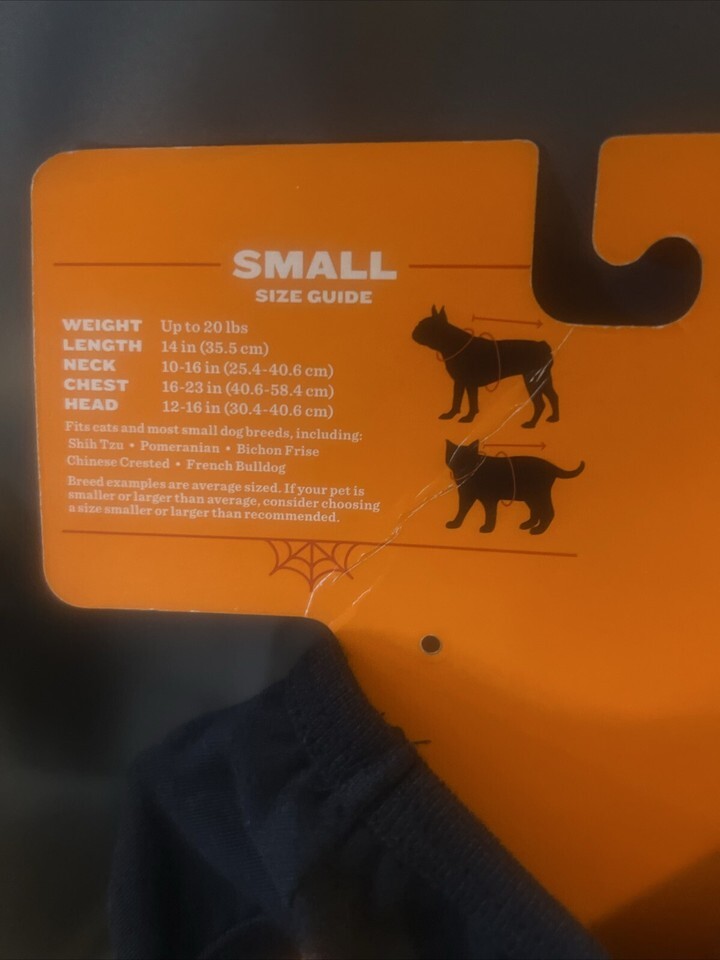 SMALL
SIZE GUIDE
WEIGHT Up to 20 lbs
LENGTH 14 in (35.5 cm)
NECK 10-16 in (25.4-40.6 cm)
CHEST 16-23 in (40.6-58.4 cm)
HEAD 12-16 in (30.4-40.6 cm)
Fits cats and most small dog breeds, including:
Shih Tzu • Pomeranian • Bichon Frise
Chinese Crested • French Bulldog
Breed examples are average sized. If your pet is
smaller or larger than average, consider choosing
a size smaller or larger than recommended.